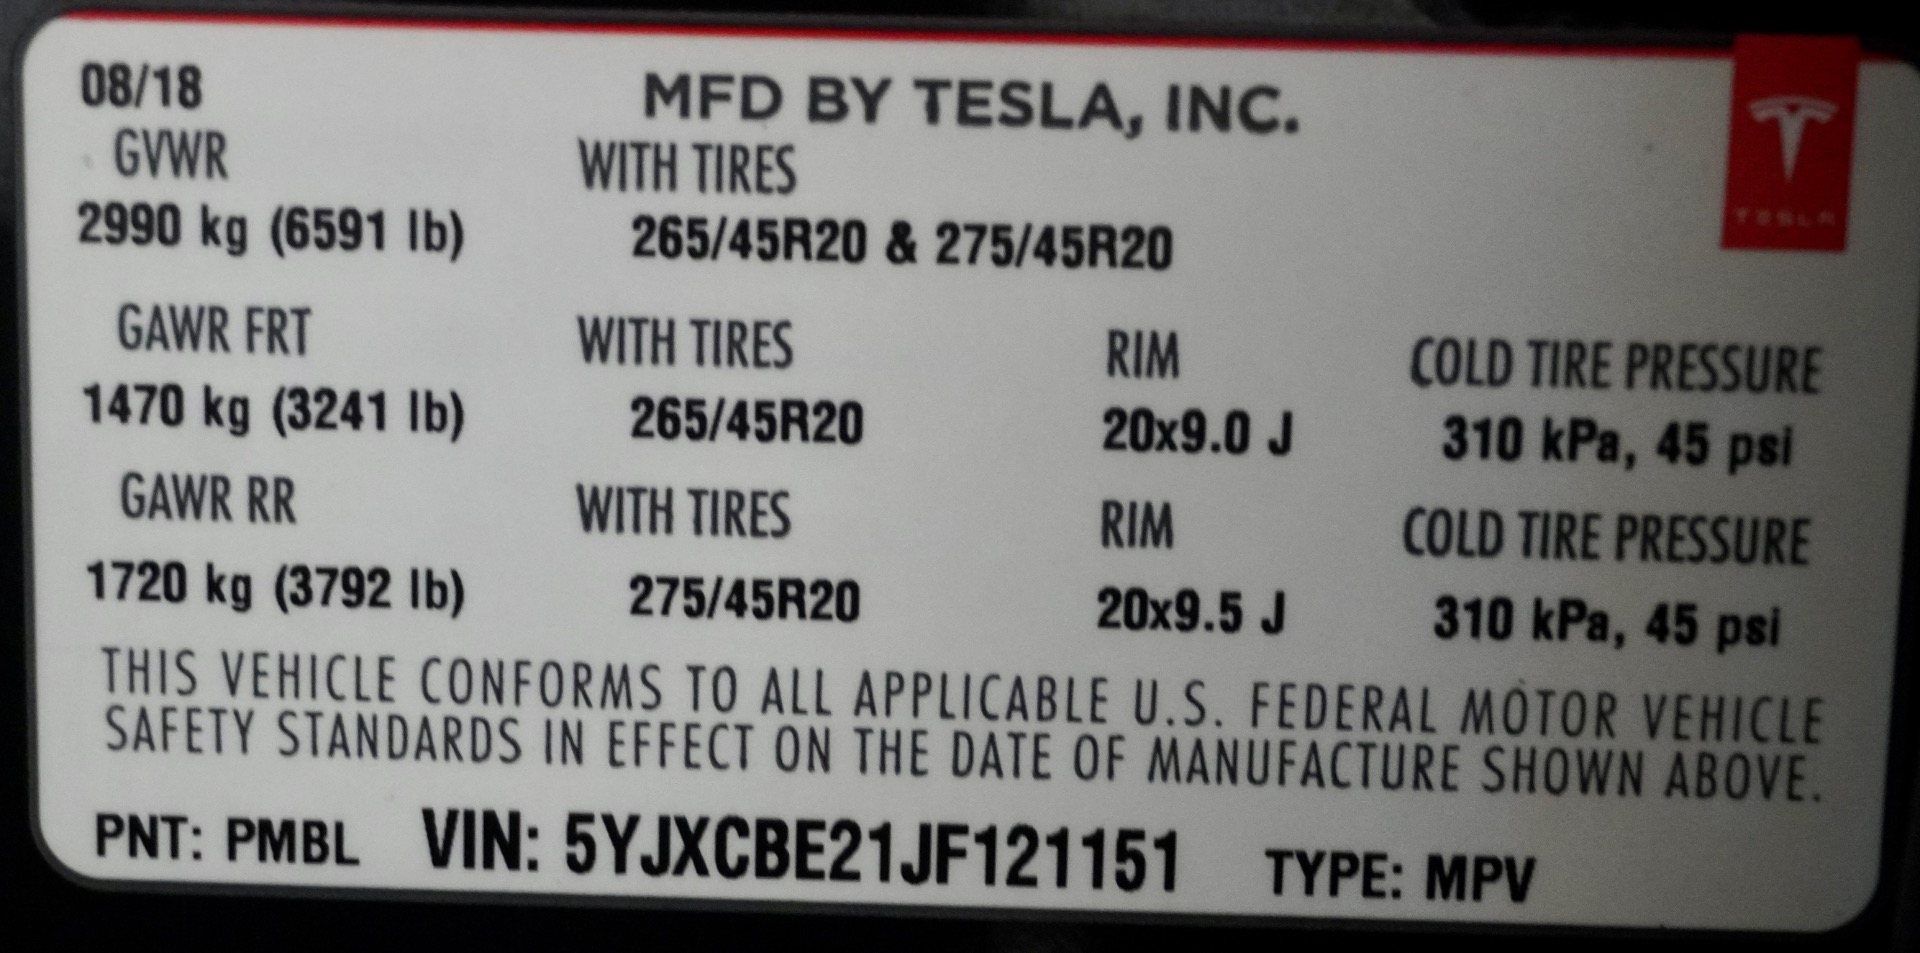 08/18 MFD BY TESLA, INC.
GVWR WITH TIRES
2990 kg (6591 lb) 265/45R20 & 275/45R20
TESLA
GAWR FRT WITH TIRES RIM COLD TIRE PRESSURE
1470 kg (3241 lb) 265/45R20 20x9.0 J 310 kPa, 45 psi
GAWR RR WITH TIRES RIM COLD TIRE PRESSURE
1720 kg (3792 lb) 275/45R20 20x9.5 J 310 kPa, 45 psi
THIS VEHICLE CONFORMS TO ALL APPLICABLE U.S. FEDERAL MOTOR VEHICLE
SAFETY STANDARDS IN EFFECT ON THE DATE OF MANUFACTURE SHOWN ABOVE.
PNT: PMBL VIN: 5YJXCBE21JF121151 TYPE: MPV